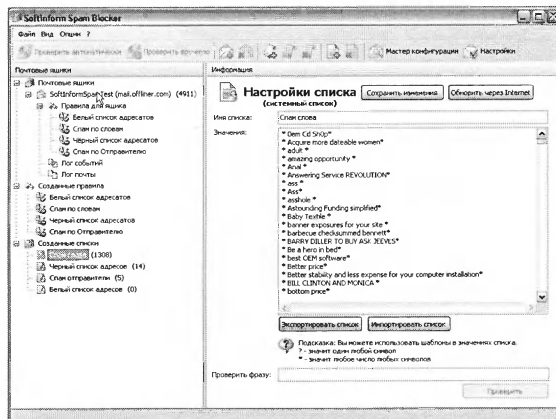 SoftInform Spam Blocker
Файл Вид Опции ?
Проверить автоматически Проверить вручную Мастер конфигурации Настройки
Почтовые ящики
Почтовые ящики
SoftInformSpamTest (mail.offliner.com) (4911)
Правила для ящика
Белый список адресатов
Спам по словам
Чёрный список адресатов
Спам по Отправителю
Лог событий
Лог почты
Созданные правила
Белый список адресатов
Спам по словам
Черный список адресатов
Спам по Отправителю
Созданные списки
(1308)
Черный список адресов (14)
Спам отправители (5)
Белый список адресов (0)
Информация
Настройки списка
(системный список)
Сохранить изменения
Обновить через Internet
Имя списка:
Спам слова
Значения:
* 0em Cd ShOp*
* Acquire more dateable women*
* adult *
* amazing opportunity *
* Anal *
* Answering Service REVOLUTION*
* ass *
* Ass*
* asshole *
* Astounding Funding simplified*
* Baby Textile *
* banner exposures for your site *
* barbecue checksummed bennett*
* BARRY DILLER TO BUY ASK JEEVES*
* Be a hero in bed*
* best OEM software*
* Better price*
* Better stability and less expense for your computer installation*
* BILL CLINTON AND MONICA *
* bottom price*
Экспортировать список
Импортировать список
Подсказка: Вы можете использовать шаблоны в значениях списка.
? - значит один любой символ
* - значит любое число любых символов
Проверить фразу:
Проверить